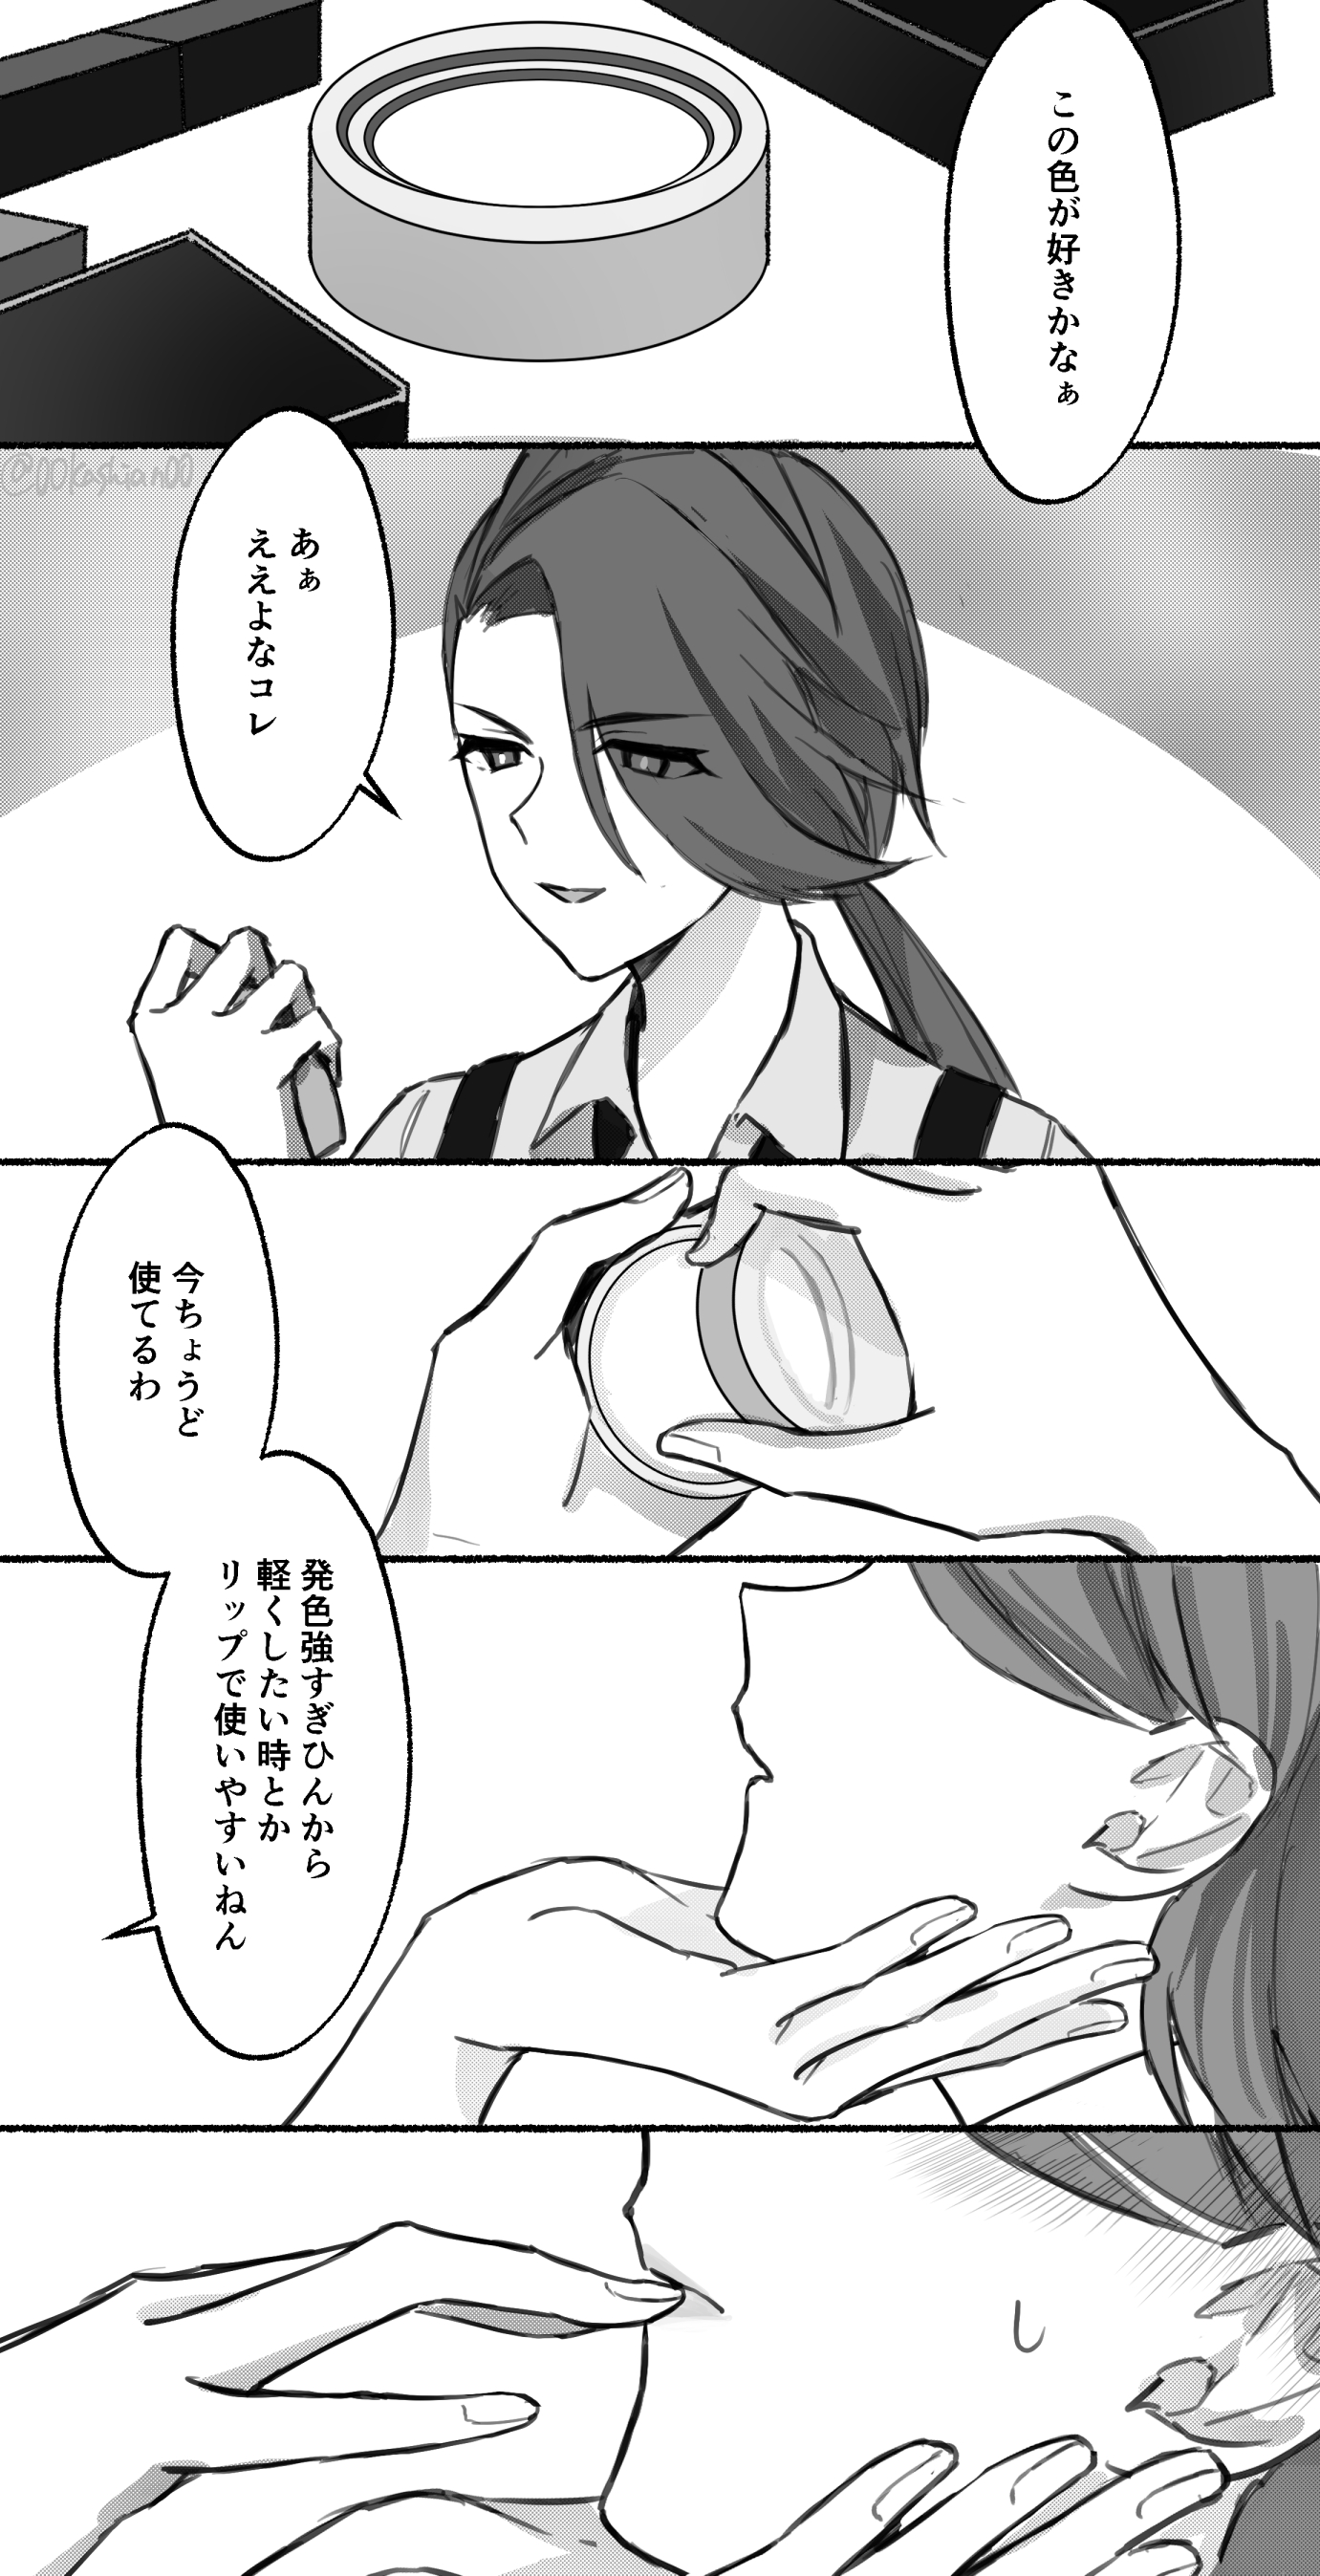 この色が好きかなぁ
@00kashian00
あぁ
ええよなコレ
今ちょうど
使てるわ
発色強すぎひんから
軽くしたい時とか
リップで使いやすいねん